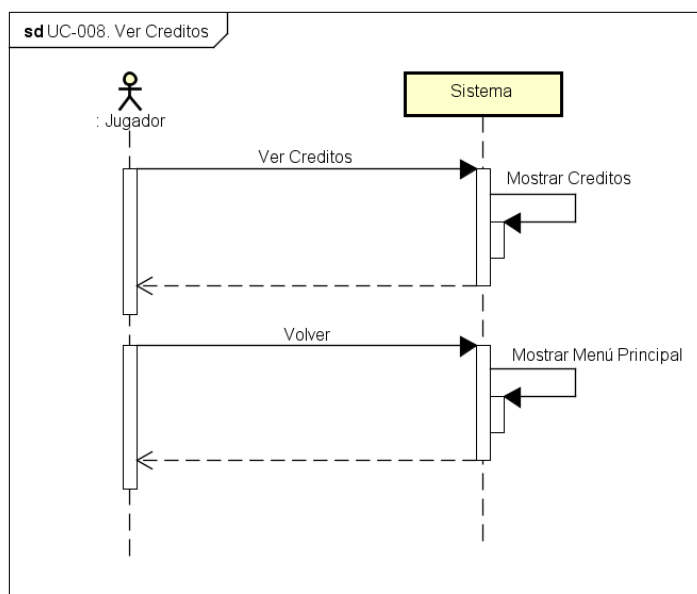 sd UC-008. Ver Creditos
: Jugador
Sistema
Ver Creditos
Mostrar Creditos
Volver
Mostrar Menú Principal